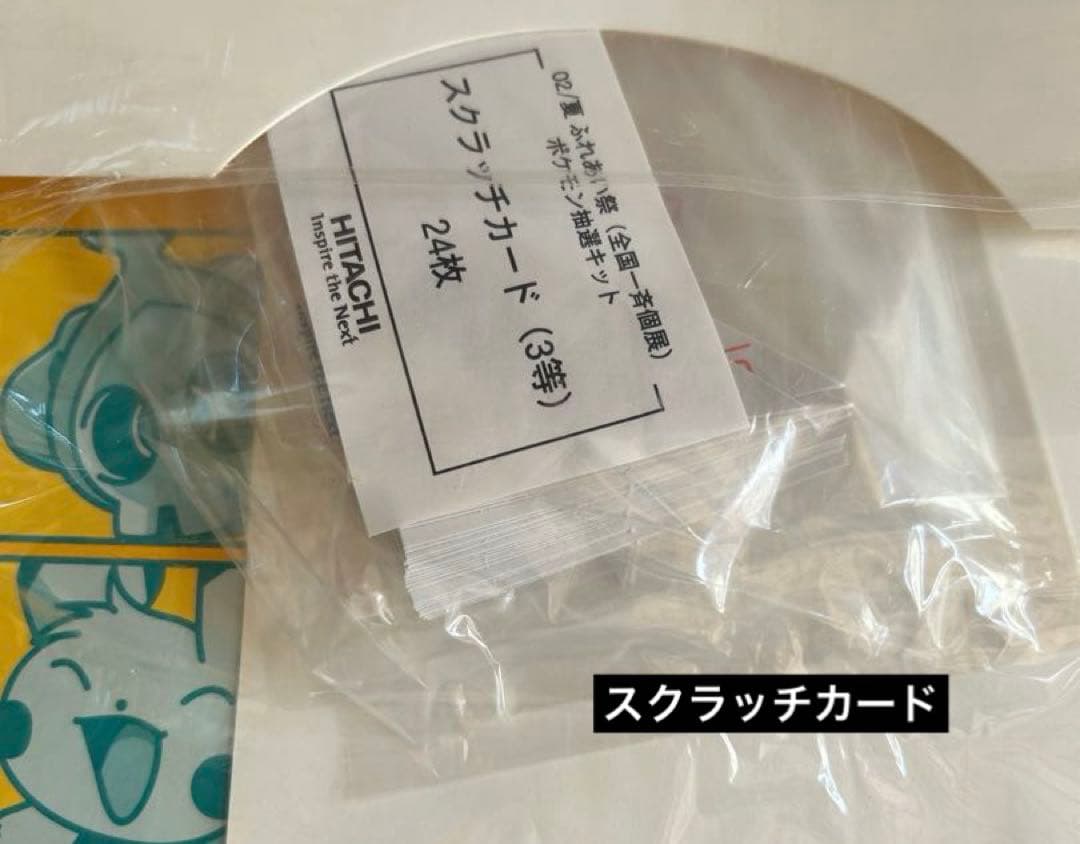 02/夏 ふれあい祭（全国一斉個展）
ポケモン抽選キット
スクラッチカード（3等）
24枚
HITACHI
Inspire the Next
スクラッチカード